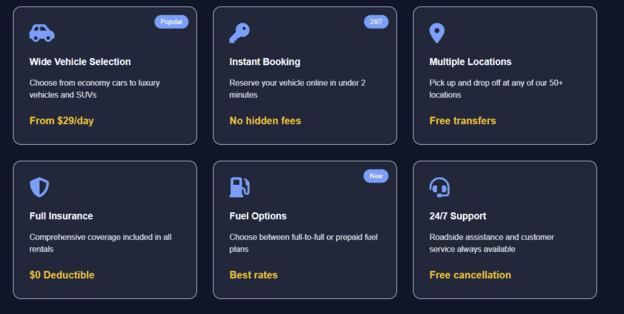 Popular
Wide Vehicle Selection
Choose from economy cars to luxury
vehicles and SUVs
From $29/day
24/7
Instant Booking
Reserve your vehicle online in under 2
minutes
No hidden fees
Multiple Locations
Pick up and drop off at any of our 50+
locations
Free transfers
Full Insurance
Comprehensive coverage included in all
rentals
$0 Deductible
New
Fuel Options
Choose between full-to-full or prepaid fuel
plans
Best rates
24/7 Support
Roadside assistance and customer
service always available
Free cancellation